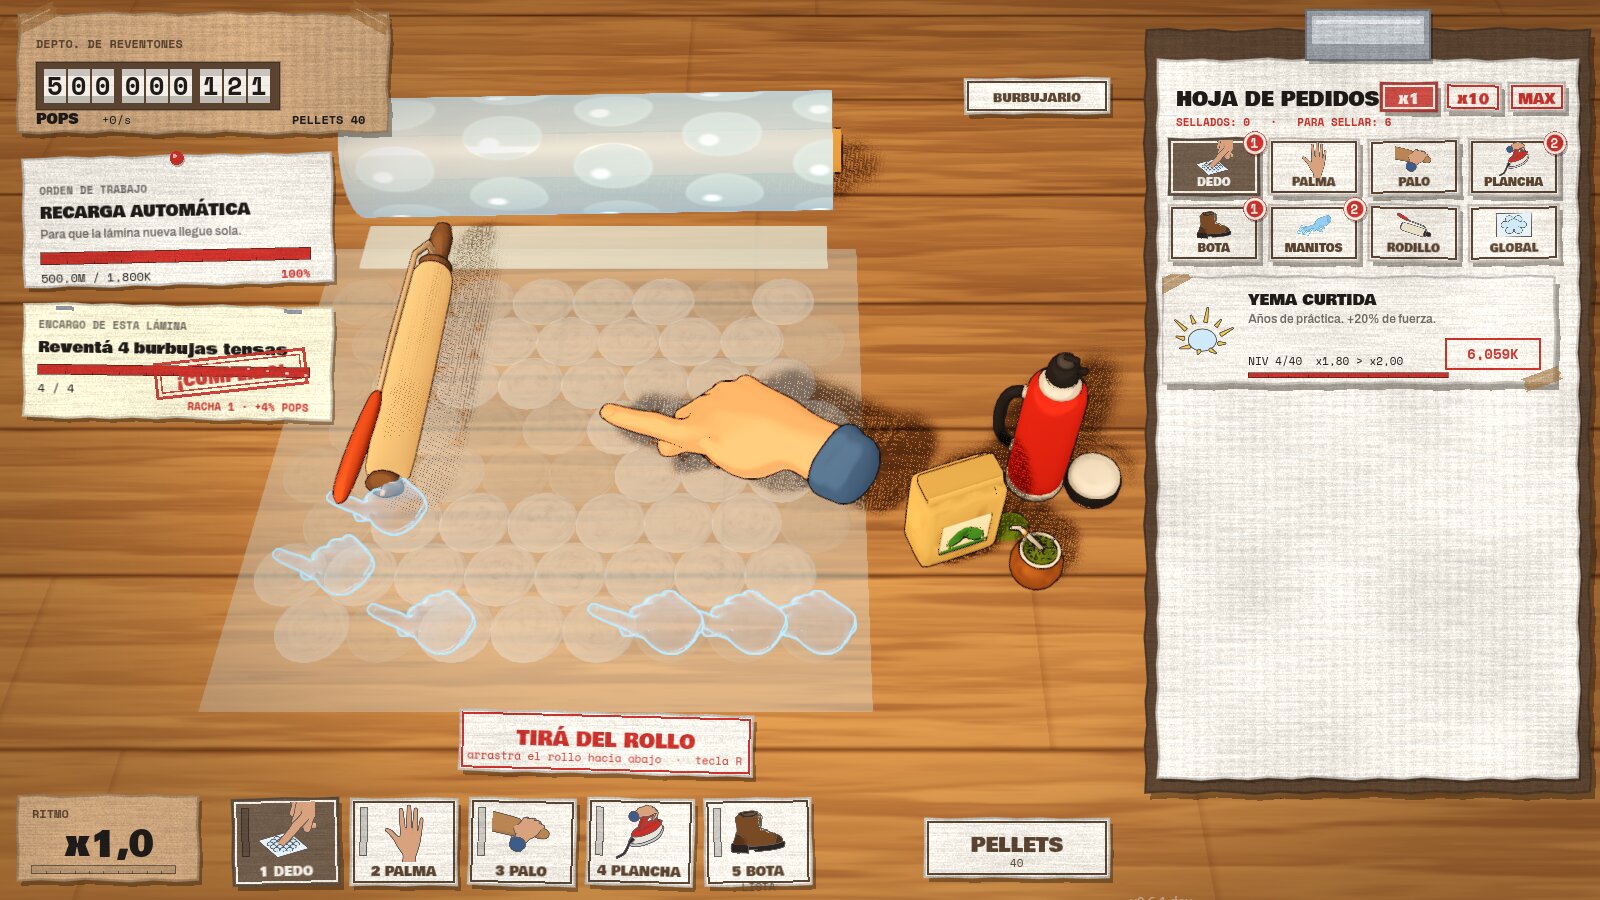 DEPTO. DE REVENTONES
500 000 121
POPS +0/s PELLETS 40
ORDEN DE TRABAJO
RECARGA AUTOMÁTICA
Para que la lámina nueva llegue sola.
500.0M / 1.800K 100%
ENCARGO DE ESTA LÁMINA
Reventá 4 burbujas tensas
4 / 4
RACHA 1 · +4% POPS
BURBUJARIO
HOJA DE PEDIDOS x1 x10 MAX
SELLADOS: 0 · PARA SELLAR: 6
1 2
DEDO PALMA PALO PLANCHA
1 2
BOTA MANITOS RODILLO GLOBAL
YEMA CURTIDA
Años de práctica. +20% de fuerza.
NIV 4/40 x1,80 > x2,00 6.059K
TIRÁ DEL ROLLO
arrastrá el rollo hacia abajo · tecla R
RITMO
x1,0
1 DEDO 2 PALMA 3 PALO 4 PLANCHA 5 BOTA
LISTA
PELLETS
40